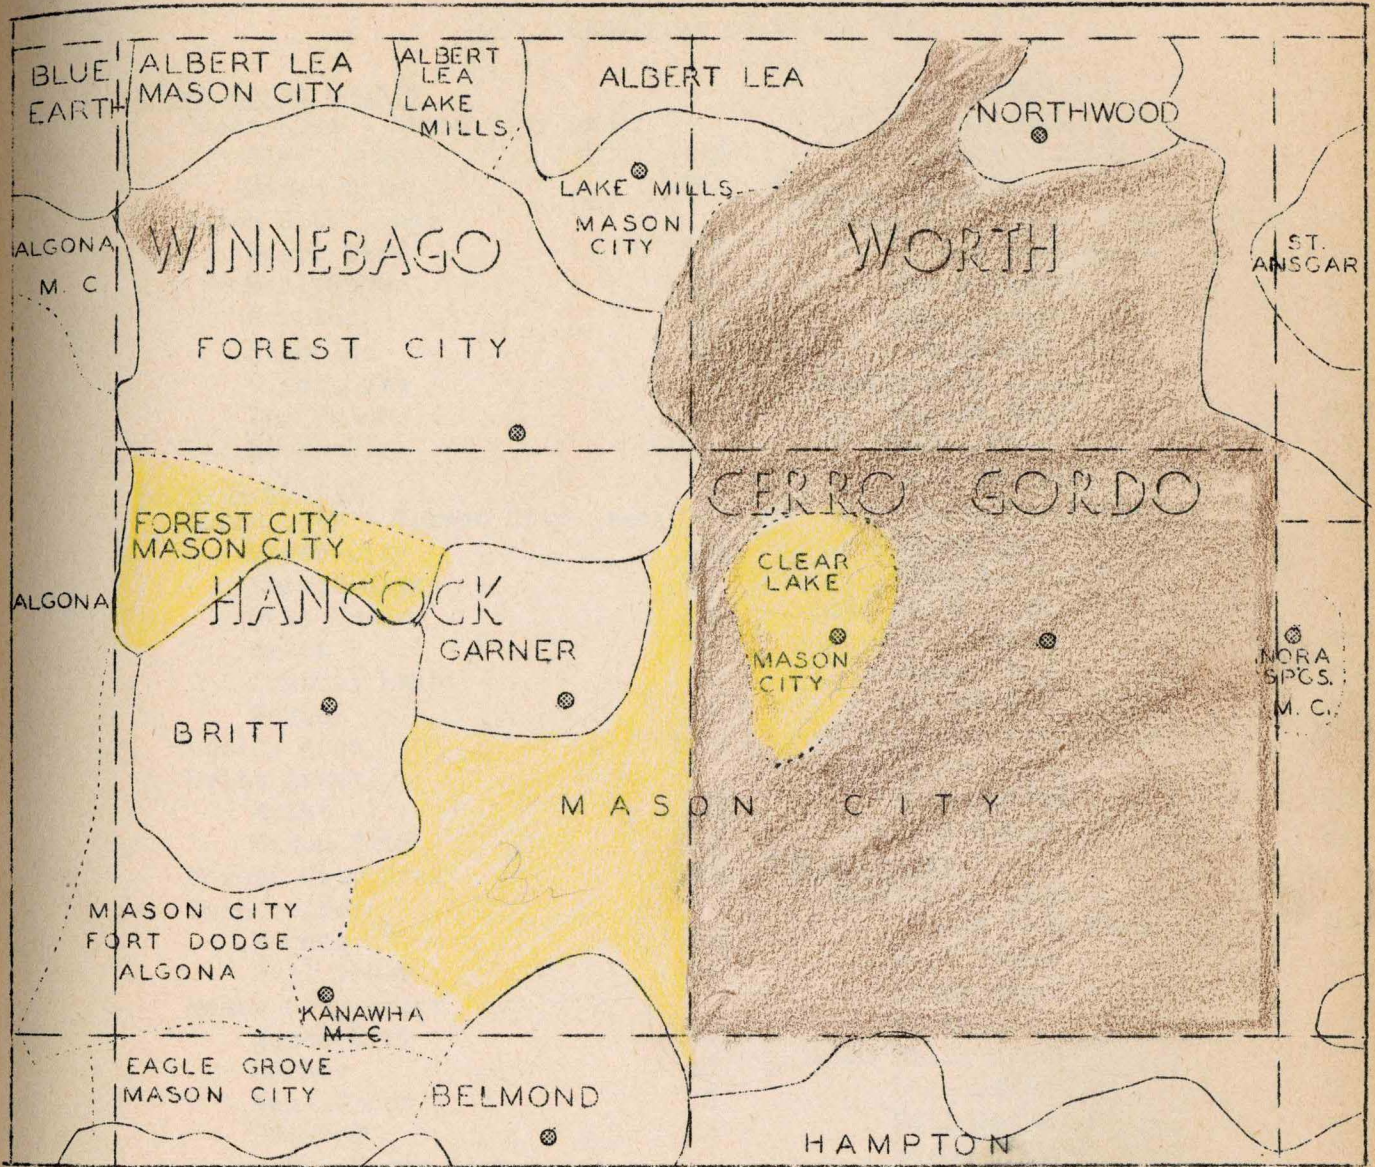 BLUE
EARTH
ALBERT LEA
MASON CITY
ALBERT
LEA
LAKE
MILLS
ALBERT LEA
NORTHWOOD
LAKE MILLS
MASON
CITY
ALGONA
M. C
WINNEBAGO
WORTH
ST.
ANSGAR
FOREST CITY
CERRO GORDO
FOREST CITY
MASON CITY
CLEAR
LAKE
ALGONA
HANCOCK
GARNER
MASON
CITY
NORA
SPGS.
M. C.
BRITT
MASON CITY
MASON CITY
FORT DODGE
ALGONA
KANAWHA
M. C.
EAGLE GROVE
MASON CITY
BELMOND
HAMPTON